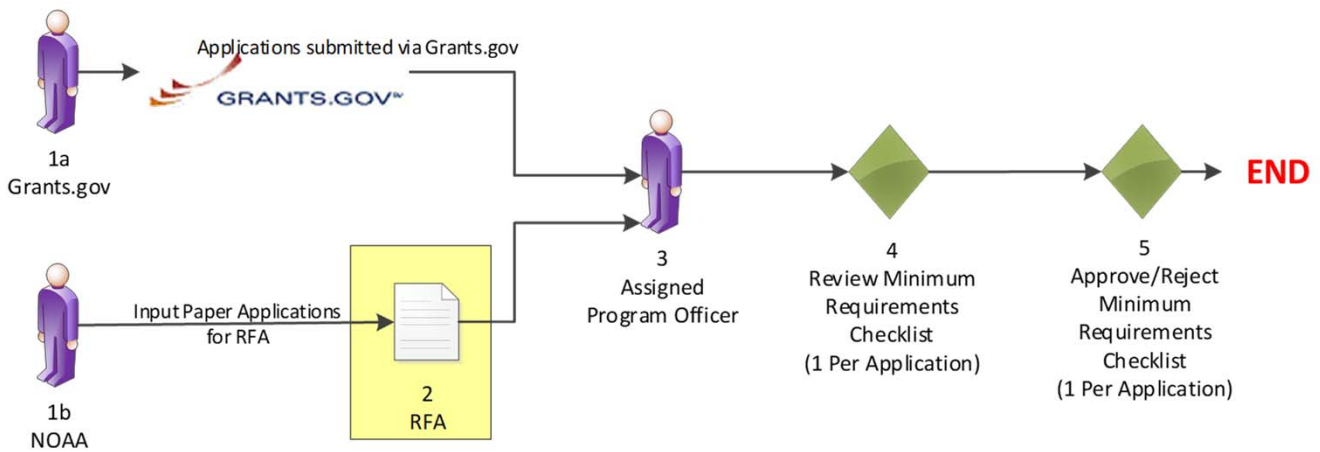 Applications submitted via Grants.gov
GRANTS.GOV℠
1a
Grants.gov
Input Paper Applications
for RFA
1b
NOAA
2
RFA
3
Assigned
Program Officer
4
Review Minimum
Requirements
Checklist
(1 Per Application)
5
Approve/Reject
Minimum
Requirements
Checklist
(1 Per Application)
END